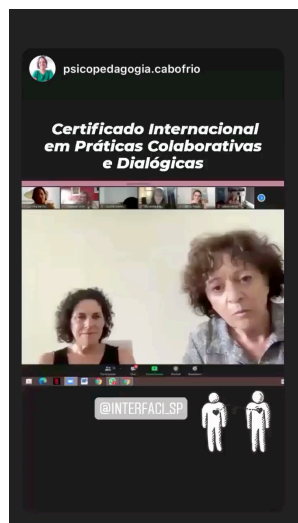 psicopedagogia.cabofrio
Certificado Internacional
em Práticas Colaborativas
e Dialógicas
@INTERFACI_SP